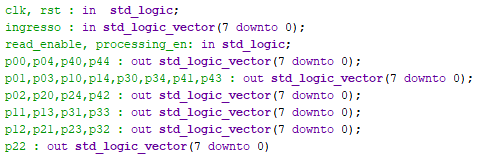 clk, rst : in  std_logic;
ingresso : in std_logic_vector(7 downto 0);
read_enable, processing_en: in std_logic;
p00,p04,p40,p44 : out std_logic_vector(7 downto 0);
p01,p03,p10,p14,p30,p34,p41,p43 : out std_logic_vector(7 downto 0);
p02,p20,p24,p42 : out std_logic_vector(7 downto 0);
p11,p13,p31,p33 : out std_logic_vector(7 downto 0);
p12,p21,p23,p32 : out std_logic_vector(7 downto 0);
p22 : out std_logic_vector(7 downto 0)